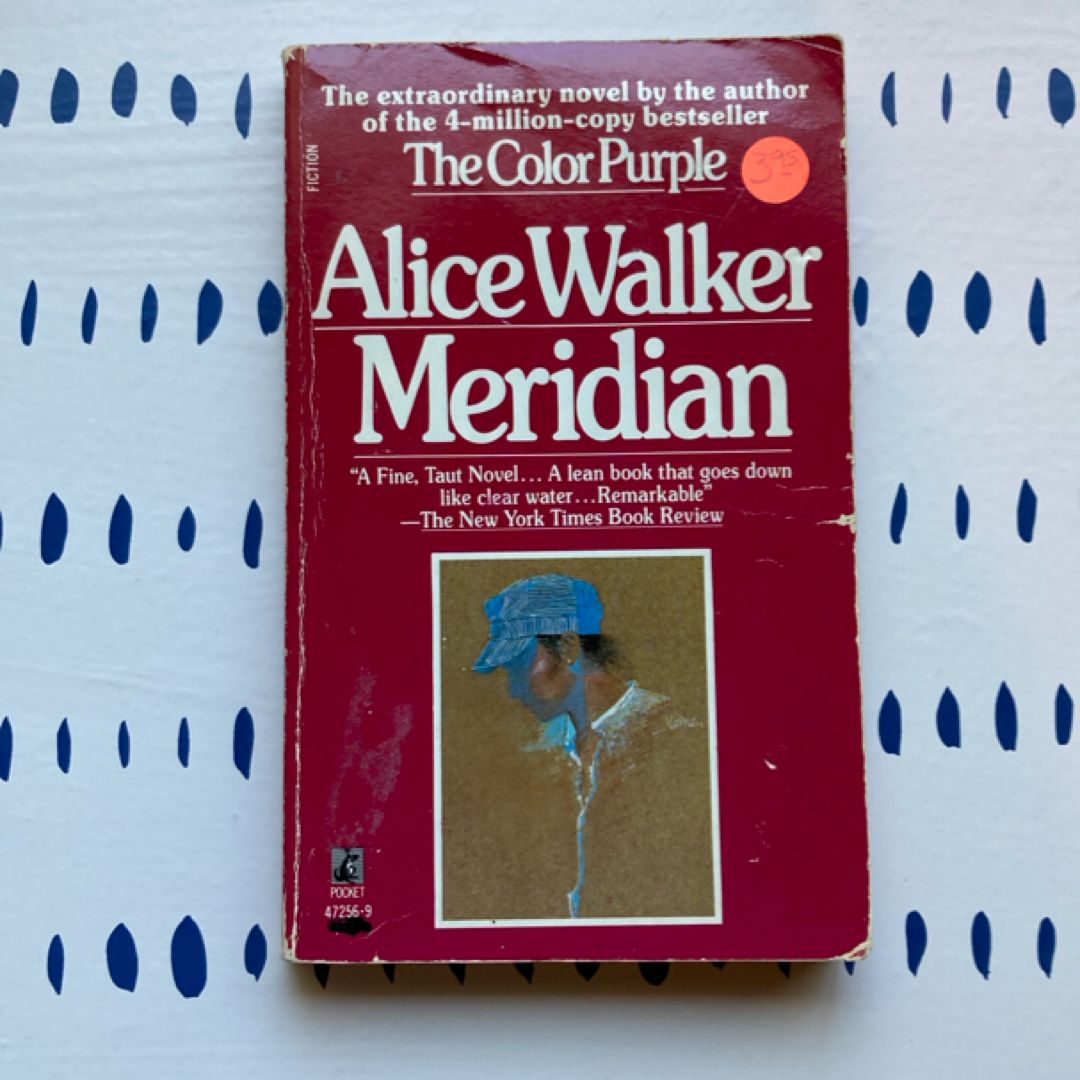 The extraordinary novel by the author
of the 4-million-copy bestseller
The Color Purple
3.95
FICTION
Alice Walker
Meridian
“A Fine, Taut Novel... A lean book that goes down
like clear water...Remarkable”
—The New York Times Book Review
POCKET
47256-9